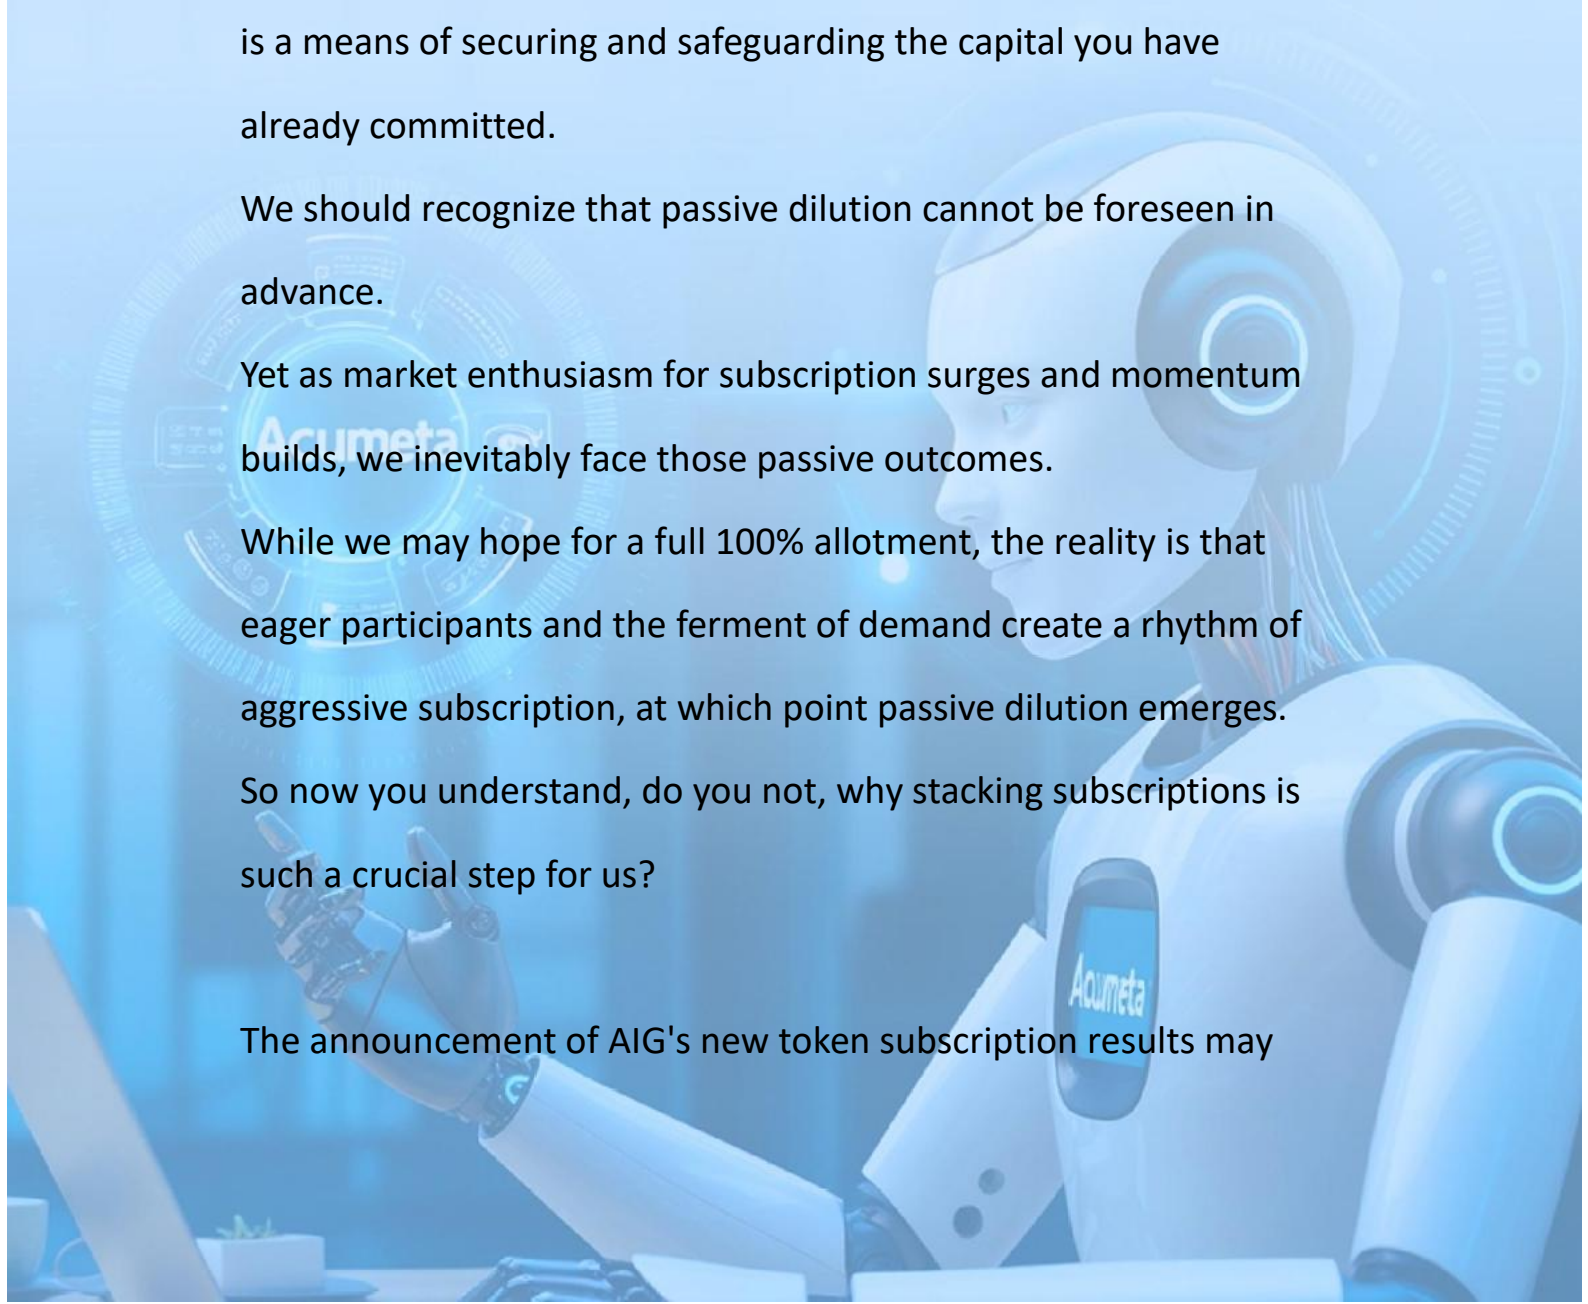 is a means of securing and safeguarding the capital you have
already committed.
We should recognize that passive dilution cannot be foreseen in
advance.
Yet as market enthusiasm for subscription surges and momentum
Acumeta
builds, we inevitably face those passive outcomes.
While we may hope for a full 100% allotment, the reality is that
eager participants and the ferment of demand create a rhythm of
aggressive subscription, at which point passive dilution emerges.
So now you understand, do you not, why stacking subscriptions is
such a crucial step for us?
Acumeta
The announcement of AIG's new token subscription results may